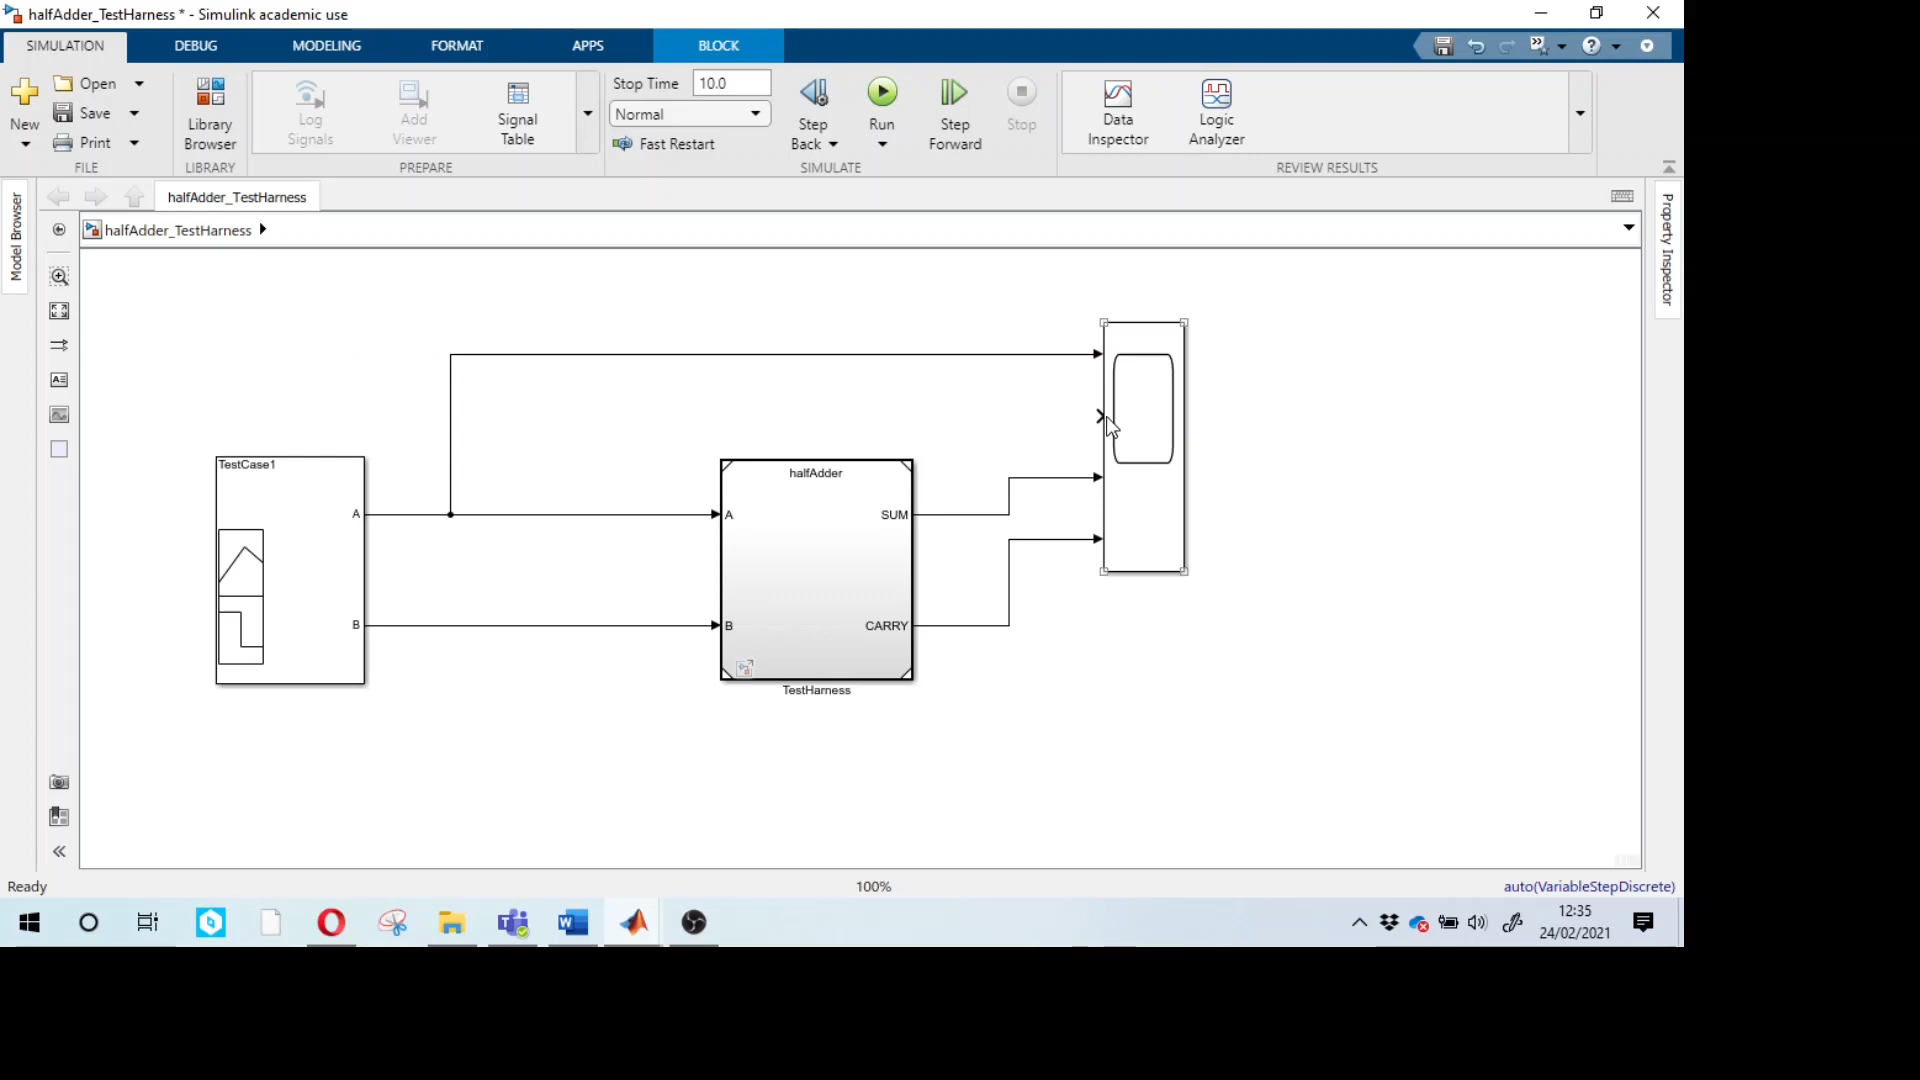 halfAdder_TestHarness * - Simulink academic use
SIMULATION DEBUG MODELING FORMAT APPS BLOCK
New
Open
Save
Print
FILE
Library
Browser
LIBRARY
Log
Signals
Add
Viewer
Signal
Table
PREPARE
Stop Time 10.0
Normal
Fast Restart
Step
Back
Run
Step
Forward
Stop
SIMULATE
Data
Inspector
Logic
Analyzer
REVIEW RESULTS
Model Browser
halfAdder_TestHarness
halfAdder_TestHarness
Property Inspector
TestCase1
A
B
halfAdder
A SUM
B CARRY
TestHarness
Ready 100% auto(VariableStepDiscrete)
12:35
24/02/2021